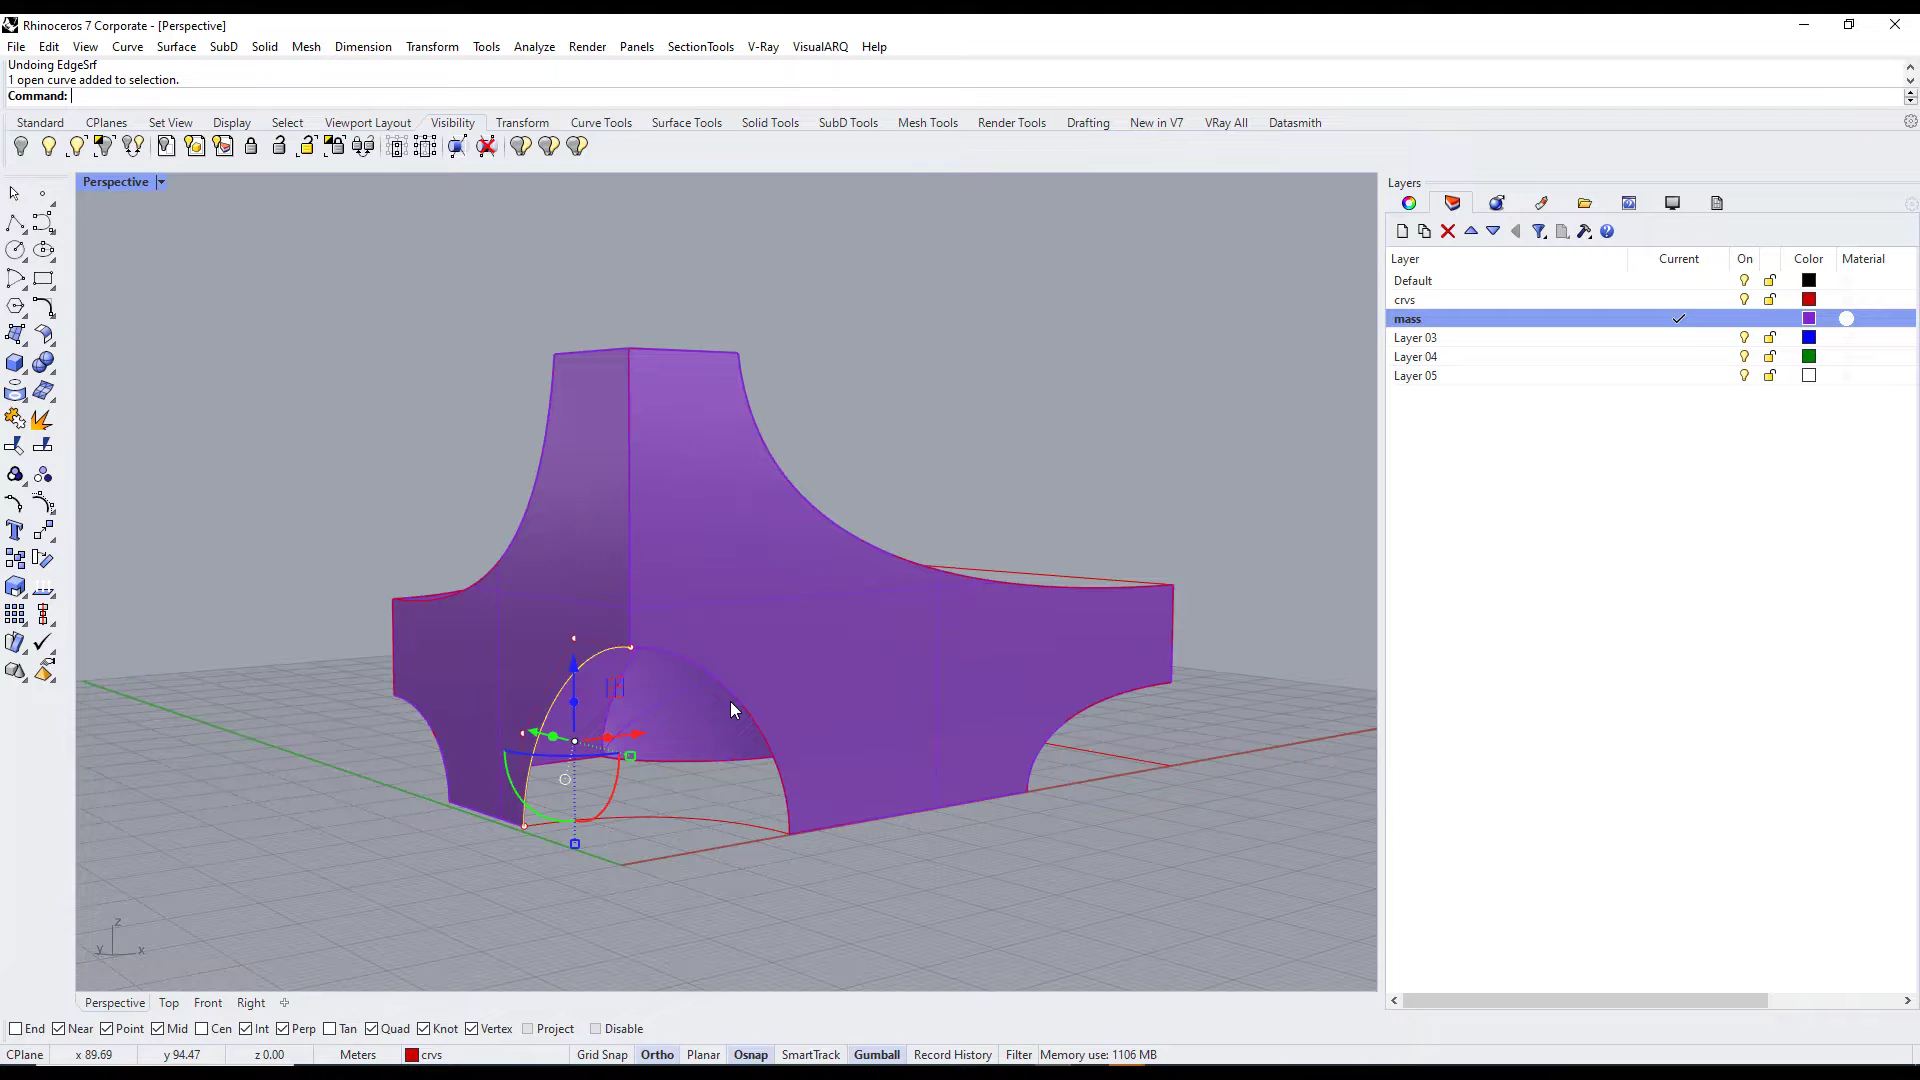 Rhinoceros 7 Corporate - [Perspective]
File Edit View Curve Surface SubD Solid Mesh Dimension Transform Tools Analyze Render Panels SectionTools V-Ray VisualARQ Help
Undoing EdgeSrf
1 open curve added to selection.
Command:
Standard CPlanes Set View Display Select Viewport Layout Visibility Transform Curve Tools Surface Tools Solid Tools SubD Tools Mesh Tools Render Tools Drafting New in V7 VRay All Datasmith
Perspective
Layers
Layer Current On Color Material
Default
crvs
mass
Layer 03
Layer 04
Layer 05
z
y x
Perspective Top Front Right
End Near Point Mid Cen Int Perp Tan Quad Knot Vertex Project Disable
CPlane x 89.69 y 94.47 z 0.00 Meters crvs Grid Snap Ortho Planar Osnap SmartTrack Gumball Record History Filter Memory use: 1106 MB